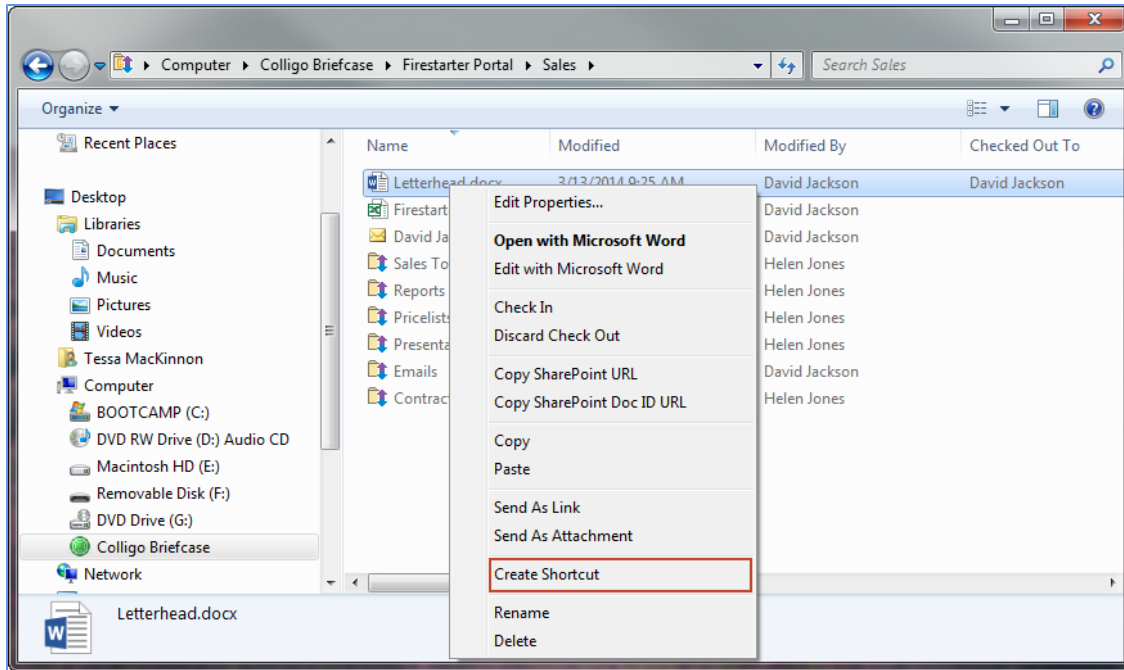 Computer Colligo Briefcase Firestarter Portal Sales Search Sales
Organize
Recent Places
Desktop
Libraries
Documents
Music
Pictures
Videos
Tessa MacKinnon
Computer
BOOTCAMP (C:)
DVD RW Drive (D:) Audio CD
Macintosh HD (E:)
Removable Disk (F:)
DVD Drive (G:)
Colligo Briefcase
Network
Name Modified Modified By Checked Out To
Letterhead.docx 3/13/2014 9:25 AM David Jackson David Jackson
Firestart David Jackson
David Ja David Jackson
Sales To Helen Jones
Reports Helen Jones
Pricelists Helen Jones
Presenta Helen Jones
Emails David Jackson
Contrac Helen Jones
Edit Properties...
Open with Microsoft Word
Edit with Microsoft Word
Check In
Discard Check Out
Copy SharePoint URL
Copy SharePoint Doc ID URL
Copy
Paste
Send As Link
Send As Attachment
Create Shortcut
Rename
Delete
Letterhead.docx